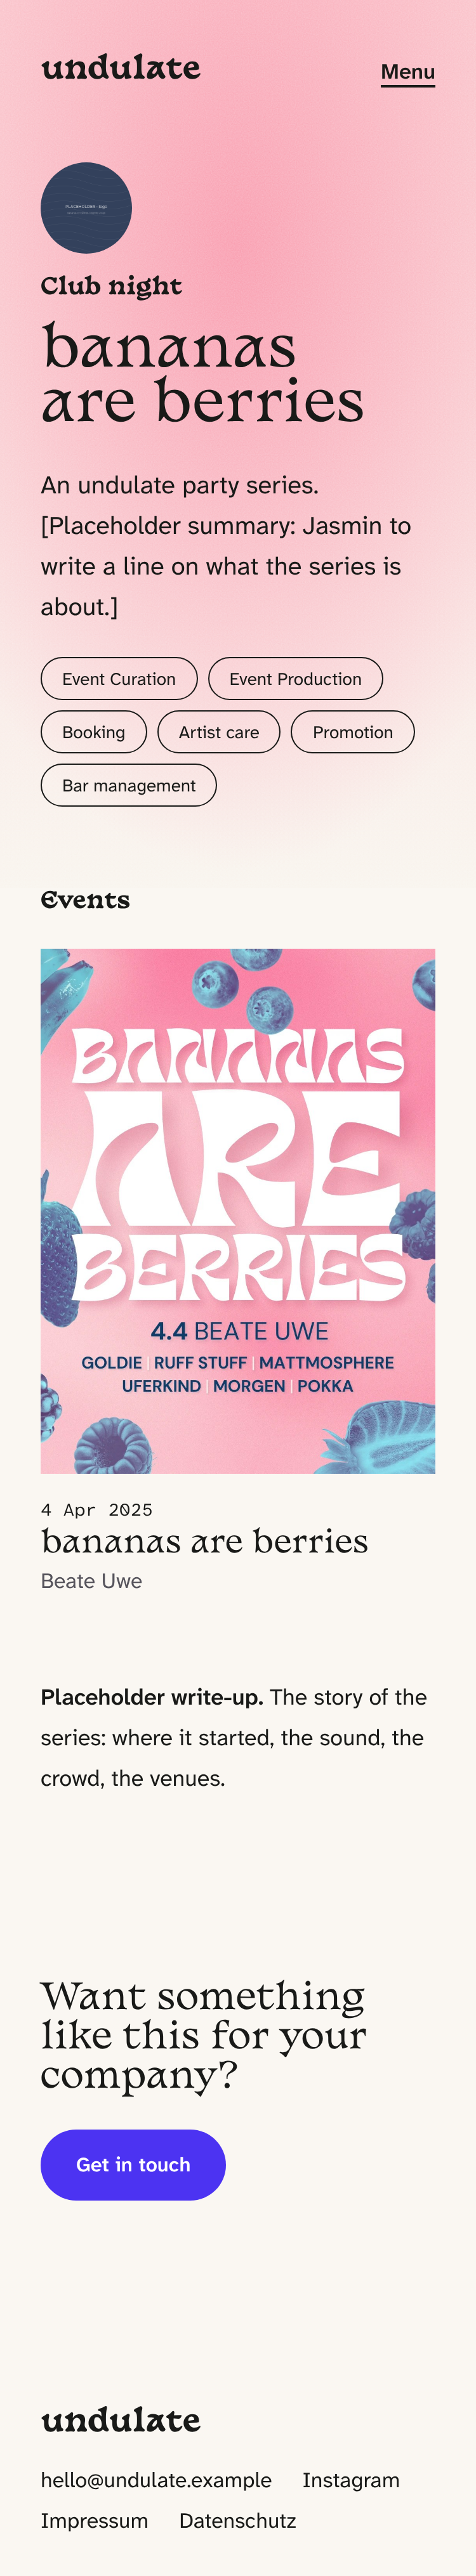 undulate
Menu
PLACEHOLDER · logo
Club night
bananas
are berries
An undulate party series.
[Placeholder summary: Jasmin to
write a line on what the series is
about.]
Event Curation
Event Production
Booking
Artist care
Promotion
Bar management
Events
BANANAS
ARE
BERRIES
4.4 BEATE UWE
GOLDIE | RUFF STUFF | MATTMOSPHERE
UFERKIND | MORGEN | POKKA
4 Apr 2025
bananas are berries
Beate Uwe
Placeholder write-up. The story of the
series: where it started, the sound, the
crowd, the venues.
Want something
like this for your
company?
Get in touch
undulate
hello@undulate.example
Instagram
Impressum
Datenschutz